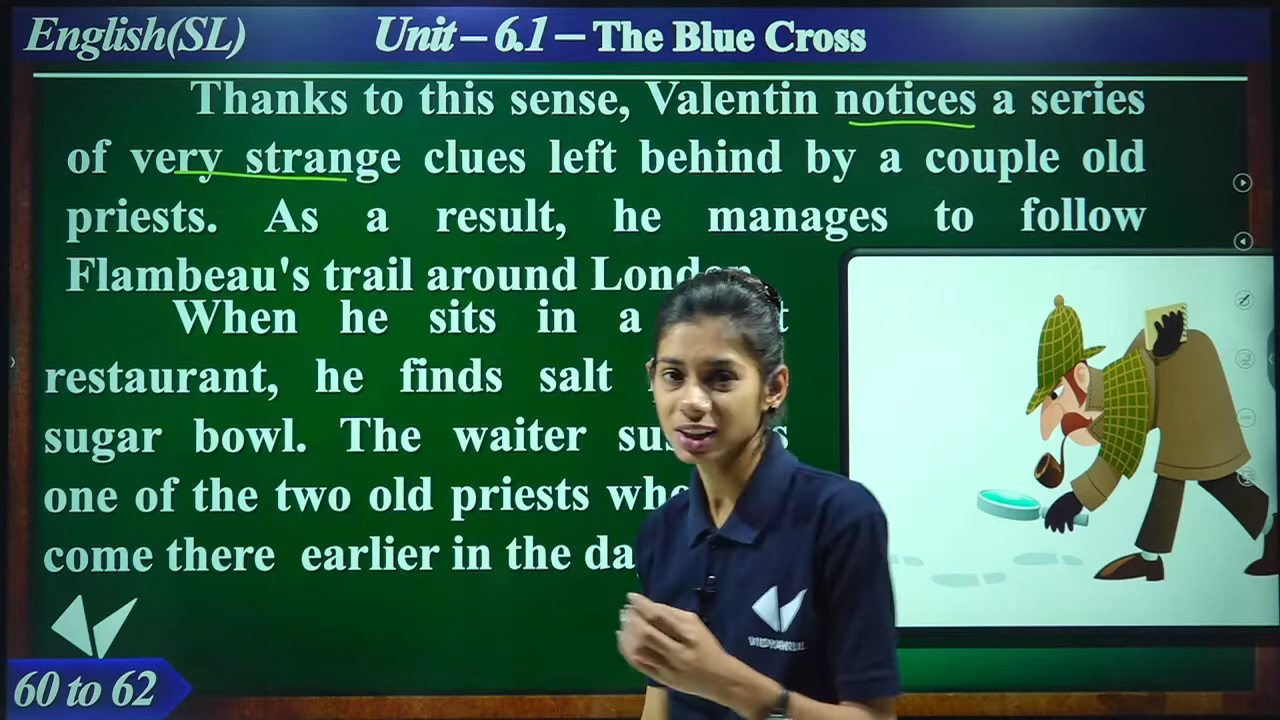 English(SL)
Unit – 6.1 – The Blue Cross
Thanks to this sense, Valentin notices a series
of very strange clues left behind by a couple old
priests. As a result, he manages to follow
Flambeau's trail around London
When he sits in a
restaurant, he finds salt
sugar bowl. The waiter
one of the two old priests
come there earlier in the
60 to 62